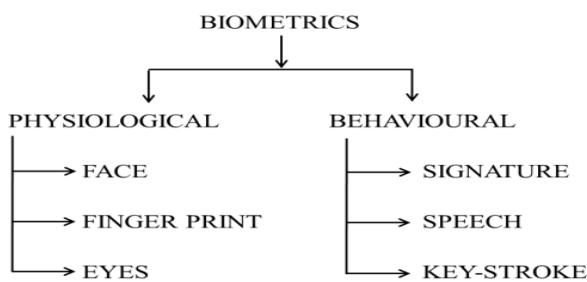 BIOMETRICS
PHYSIOLOGICAL
FACE
FINGER PRINT
EYES
BEHAVIOURAL
SIGNATURE
SPEECH
KEY-STROKE